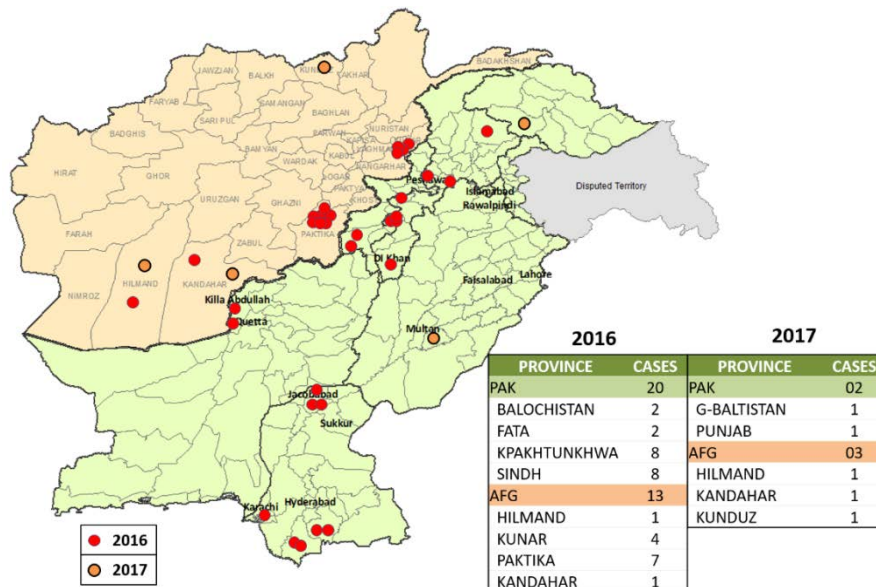 BADAKHSHAN
JAWZJAN
BALKH
TAKHAR
FARYAB
SAMANGAN
SARI PUL
BAGHLAN
BADGHIS
NURISTAN
PARWAN
BAMYAN
KABUL
WARDAK
HIRAT
GHOR
LOGAR
PAKTYA
KHOST
URUZGAN
GHAZNI
Islamabad
Rawalpindi
Disputed Territory
FARAH
ZABUL
PAKTIKA
DI Khan
HILMAND
KANDAHAR
Lahore
Faisalabad
NIMROZ
Killa Abdullah
Quetta
Multan
Jacobabad
Sukkur
Hyderabad
Karachi
2016
2017
2016 2017
PROVINCE CASES PROVINCE CASES
PAK 20 PAK 02
BALOCHISTAN 2 G-BALTISTAN 1
FATA 2 PUNJAB 1
KPAKHTUNKHWA 8 AFG 03
SINDH 8 HILMAND 1
AFG 13 KANDAHAR 1
HILMAND 1 KUNDUZ 1
KUNAR 4
PAKTIKA 7
KANDAHAR 1